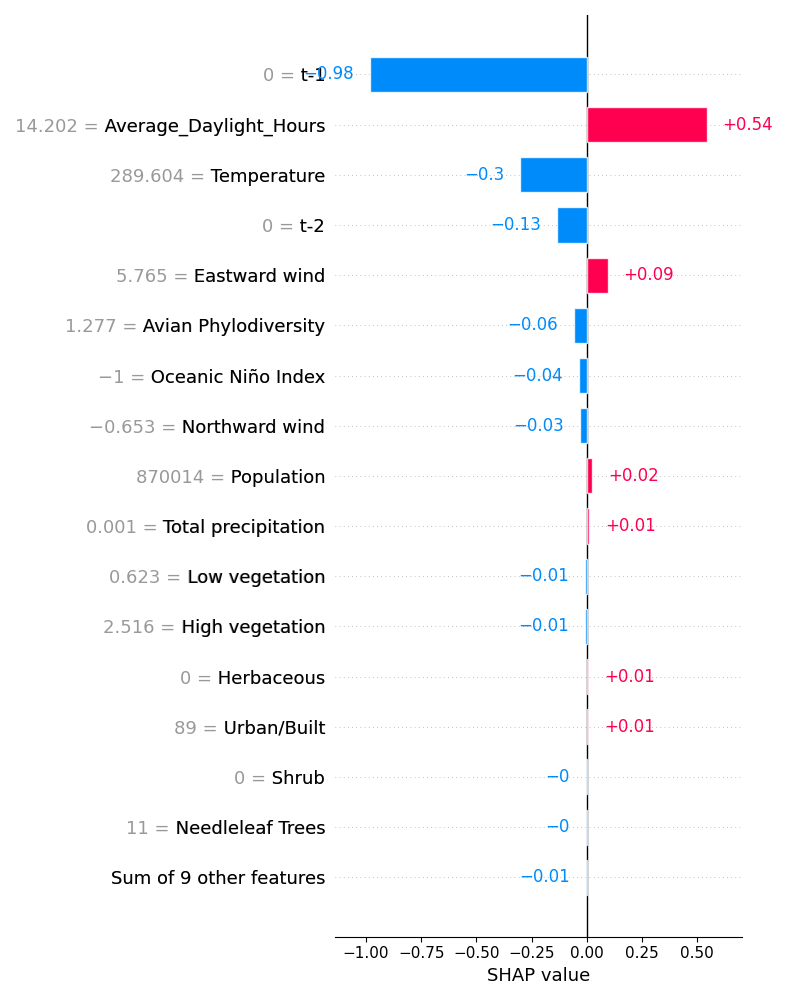 0 = t-1 −0.98
14.202 = Average_Daylight_Hours +0.54
289.604 = Temperature −0.3
0 = t-2 −0.13
5.765 = Eastward wind +0.09
1.277 = Avian Phylodiversity −0.06
−1 = Oceanic Niño Index −0.04
−0.653 = Northward wind −0.03
870014 = Population +0.02
0.001 = Total precipitation +0.01
0.623 = Low vegetation −0.01
2.516 = High vegetation −0.01
0 = Herbaceous +0.01
89 = Urban/Built +0.01
0 = Shrub −0
11 = Needleleaf Trees −0
Sum of 9 other features −0.01
−1.00 −0.75 −0.50 −0.25 0.00 0.25 0.50
SHAP value